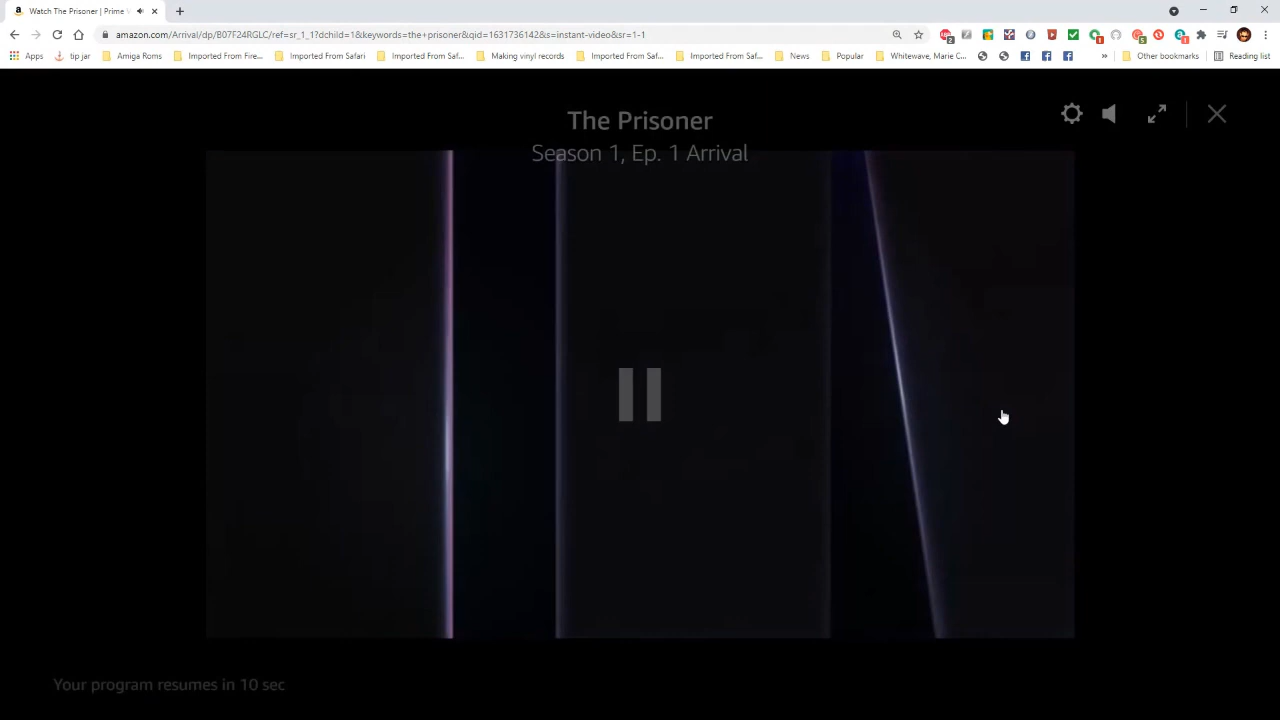 Watch The Prisoner | Prime V
amazon.com/Arrival/dp/B07F24RGLC/ref=sr_1_1?dchild=1&keywords=the+prisoner&qid=1631736142&s=instant-video&sr=1-1
Apps tip jar Amiga Roms Imported From Fire... Imported From Safari Imported From Saf... Making vinyl records Imported From Saf... Imported From Saf... News Popular Whitewave, Marie C... » Other bookmarks Reading list
The Prisoner
Season 1, Ep. 1 Arrival
Your program resumes in 10 sec